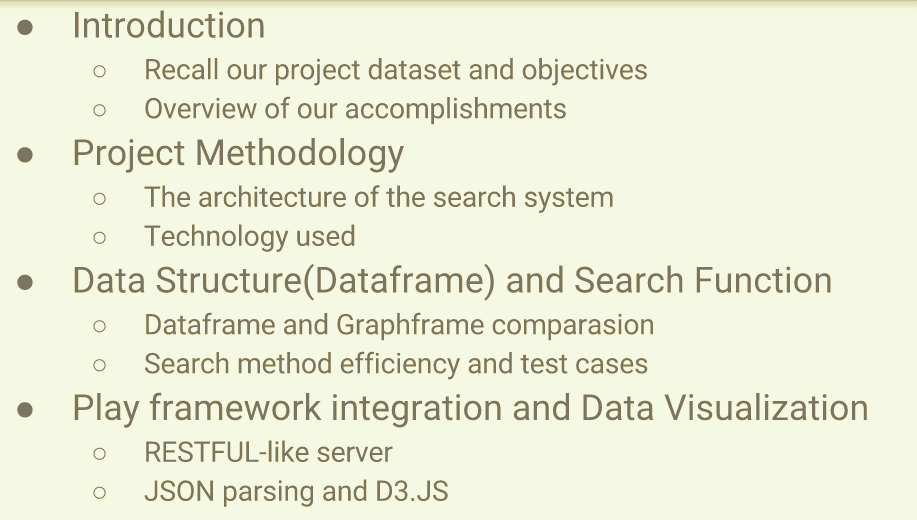 ● Introduction
○ Recall our project dataset and objectives
○ Overview of our accomplishments
● Project Methodology
○ The architecture of the search system
○ Technology used
● Data Structure(Dataframe) and Search Function
○ Dataframe and Graphframe comparasion
○ Search method efficiency and test cases
● Play framework integration and Data Visualization
○ RESTFUL-like server
○ JSON parsing and D3.JS